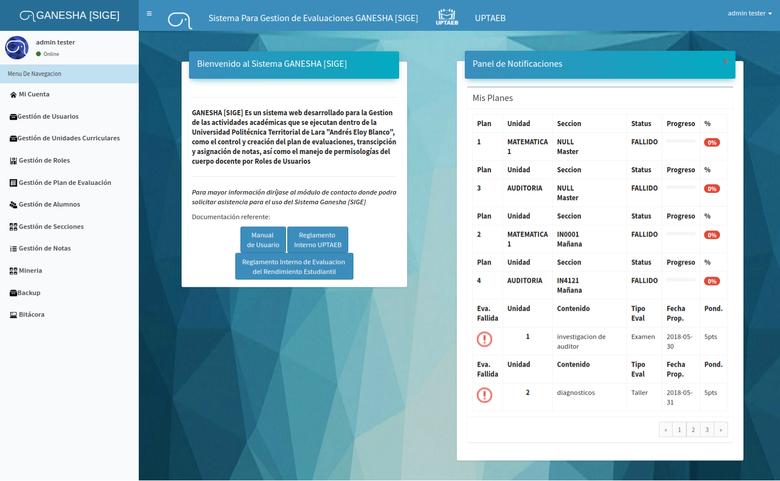 GANESHA [SIGE]
Sistema Para Gestion de Evaluaciones GANESHA [SIGE]
UPTAEB
UPTAEB
admin tester
admin tester
Online
Menu De Navegacion
Mi Cuenta
Gestión de Usuarios
Gestión de Unidades Curriculares
Gestión de Roles
Gestión de Plan de Evaluación
Gestión de Alumnos
Gestión de Secciones
Gestión de Notas
Mineria
Backup
Bitácora
Bienvenido al Sistema GANESHA [SIGE]
GANESHA [SIGE] Es un sistema web desarrollado para la Gestion
de las actividades académicas que se ejecutan dentro de la
Universidad Politécnica Territorial de Lara "Andrés Eloy Blanco",
como el control y creación del plan de evaluaciones, transcripción
y asignación de notas, así como el manejo de permisologías del
cuerpo docente por Roles de Usuarios
Para mayor información diríjase al módulo de contacto donde podra
solicitar asistencia para el uso del Sistema Ganesha [SIGE]
Documentación referente:
Manual
de Usuario
Reglamento
Interno UPTAEB
Reglamento Interno de Evaluacion
del Rendimiento Estudiantil
Panel de Notificaciones
Mis Planes
Plan Unidad Seccion Status Progreso %
1 MATEMATICA NULL FALLIDO 0%
1 Master
Plan Unidad Seccion Status Progreso %
3 AUDITORIA NULL FALLIDO 0%
Master
Plan Unidad Seccion Status Progreso %
2 MATEMATICA IN0001 FALLIDO 0%
1 Mañana
Plan Unidad Seccion Status Progreso %
4 AUDITORIA IN4121 FALLIDO 0%
Mañana
Eva. Unidad Contenido Tipo Fecha Pond.
Fallida Eval Prop.
1 Investigacion de Examen 2018-05- 5pts
auditor 30
Eva. Unidad Contenido Tipo Fecha Pond.
Fallida Eval Prop.
2 diagnosticos Taller 2018-05- 5pts
31
« 1 2 3 »